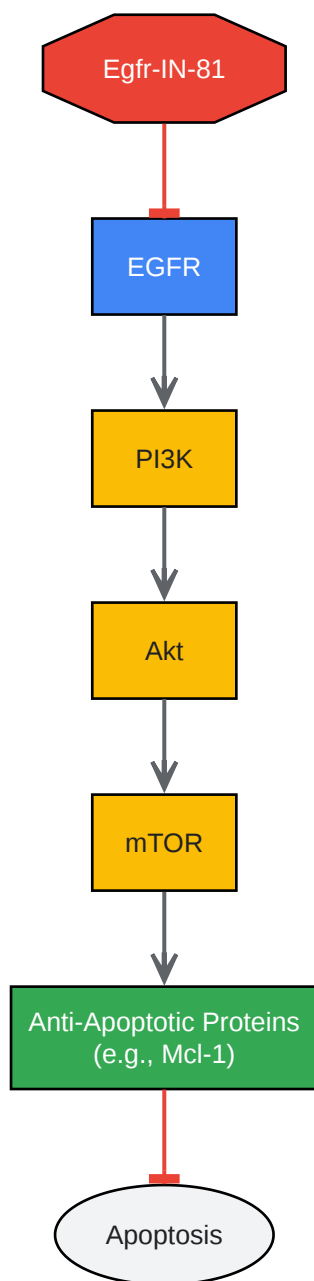 Egfr-IN-81
EGFR
PI3K
Akt
mTOR
Anti-Apoptotic Proteins
(e.g., Mcl-1)
Apoptosis